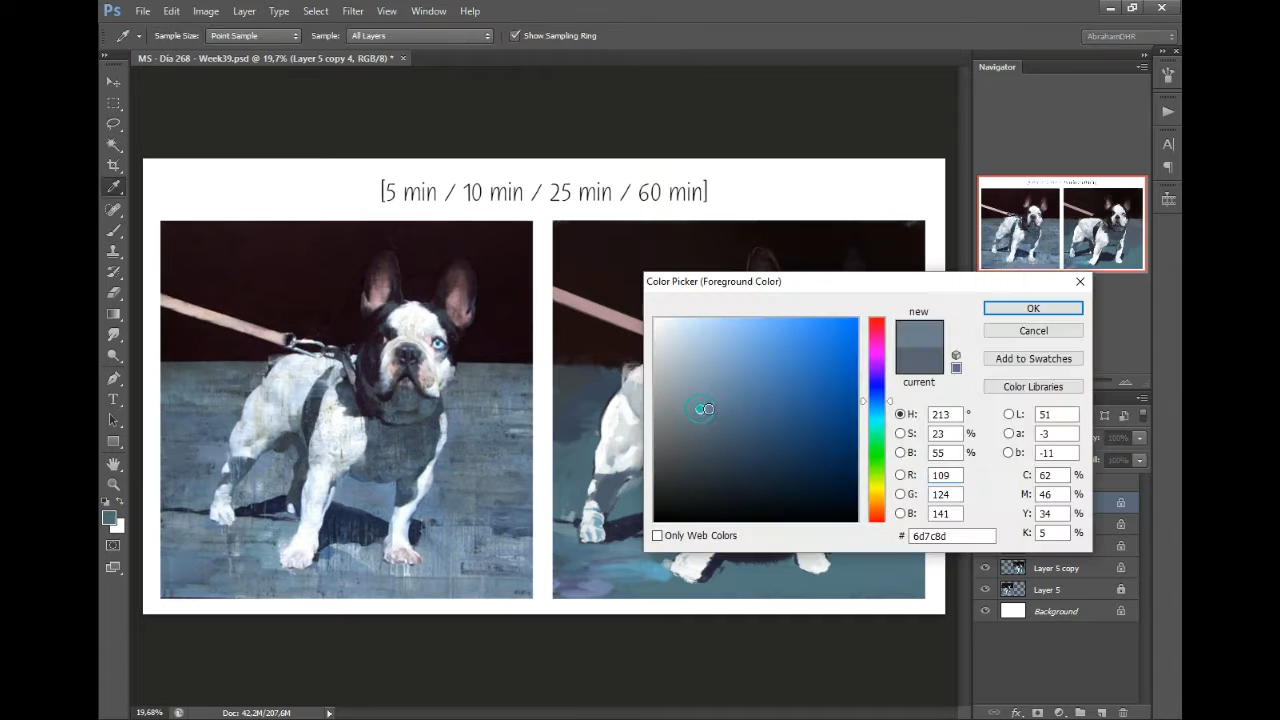 Ps File Edit Image Layer Type Select Filter View Window Help
Sample Size: Point Sample Sample: All Layers Show Sampling Ring AbrahamDHR
MS - Dia 268 - Week39.psd @ 19,7% (Layer 5 copy 4, RGB/8) * ×
Navigator
[5 min / 10 min / 25 min / 60 min]
Color Picker (Foreground Color)
new
current
OK
Cancel
Add to Swatches
Color Libraries
H: 213 °
S: 23 %
B: 55 %
R: 109
G: 124
B: 141
# 6d7c8d
L: 51
a: -3
b: -11
C: 62 %
M: 46 %
Y: 34 %
K: 5 %
Only Web Colors
100%
100%
Layer 5 copy
Layer 5
Background
19,68% Doc: 42,2M/207,6M